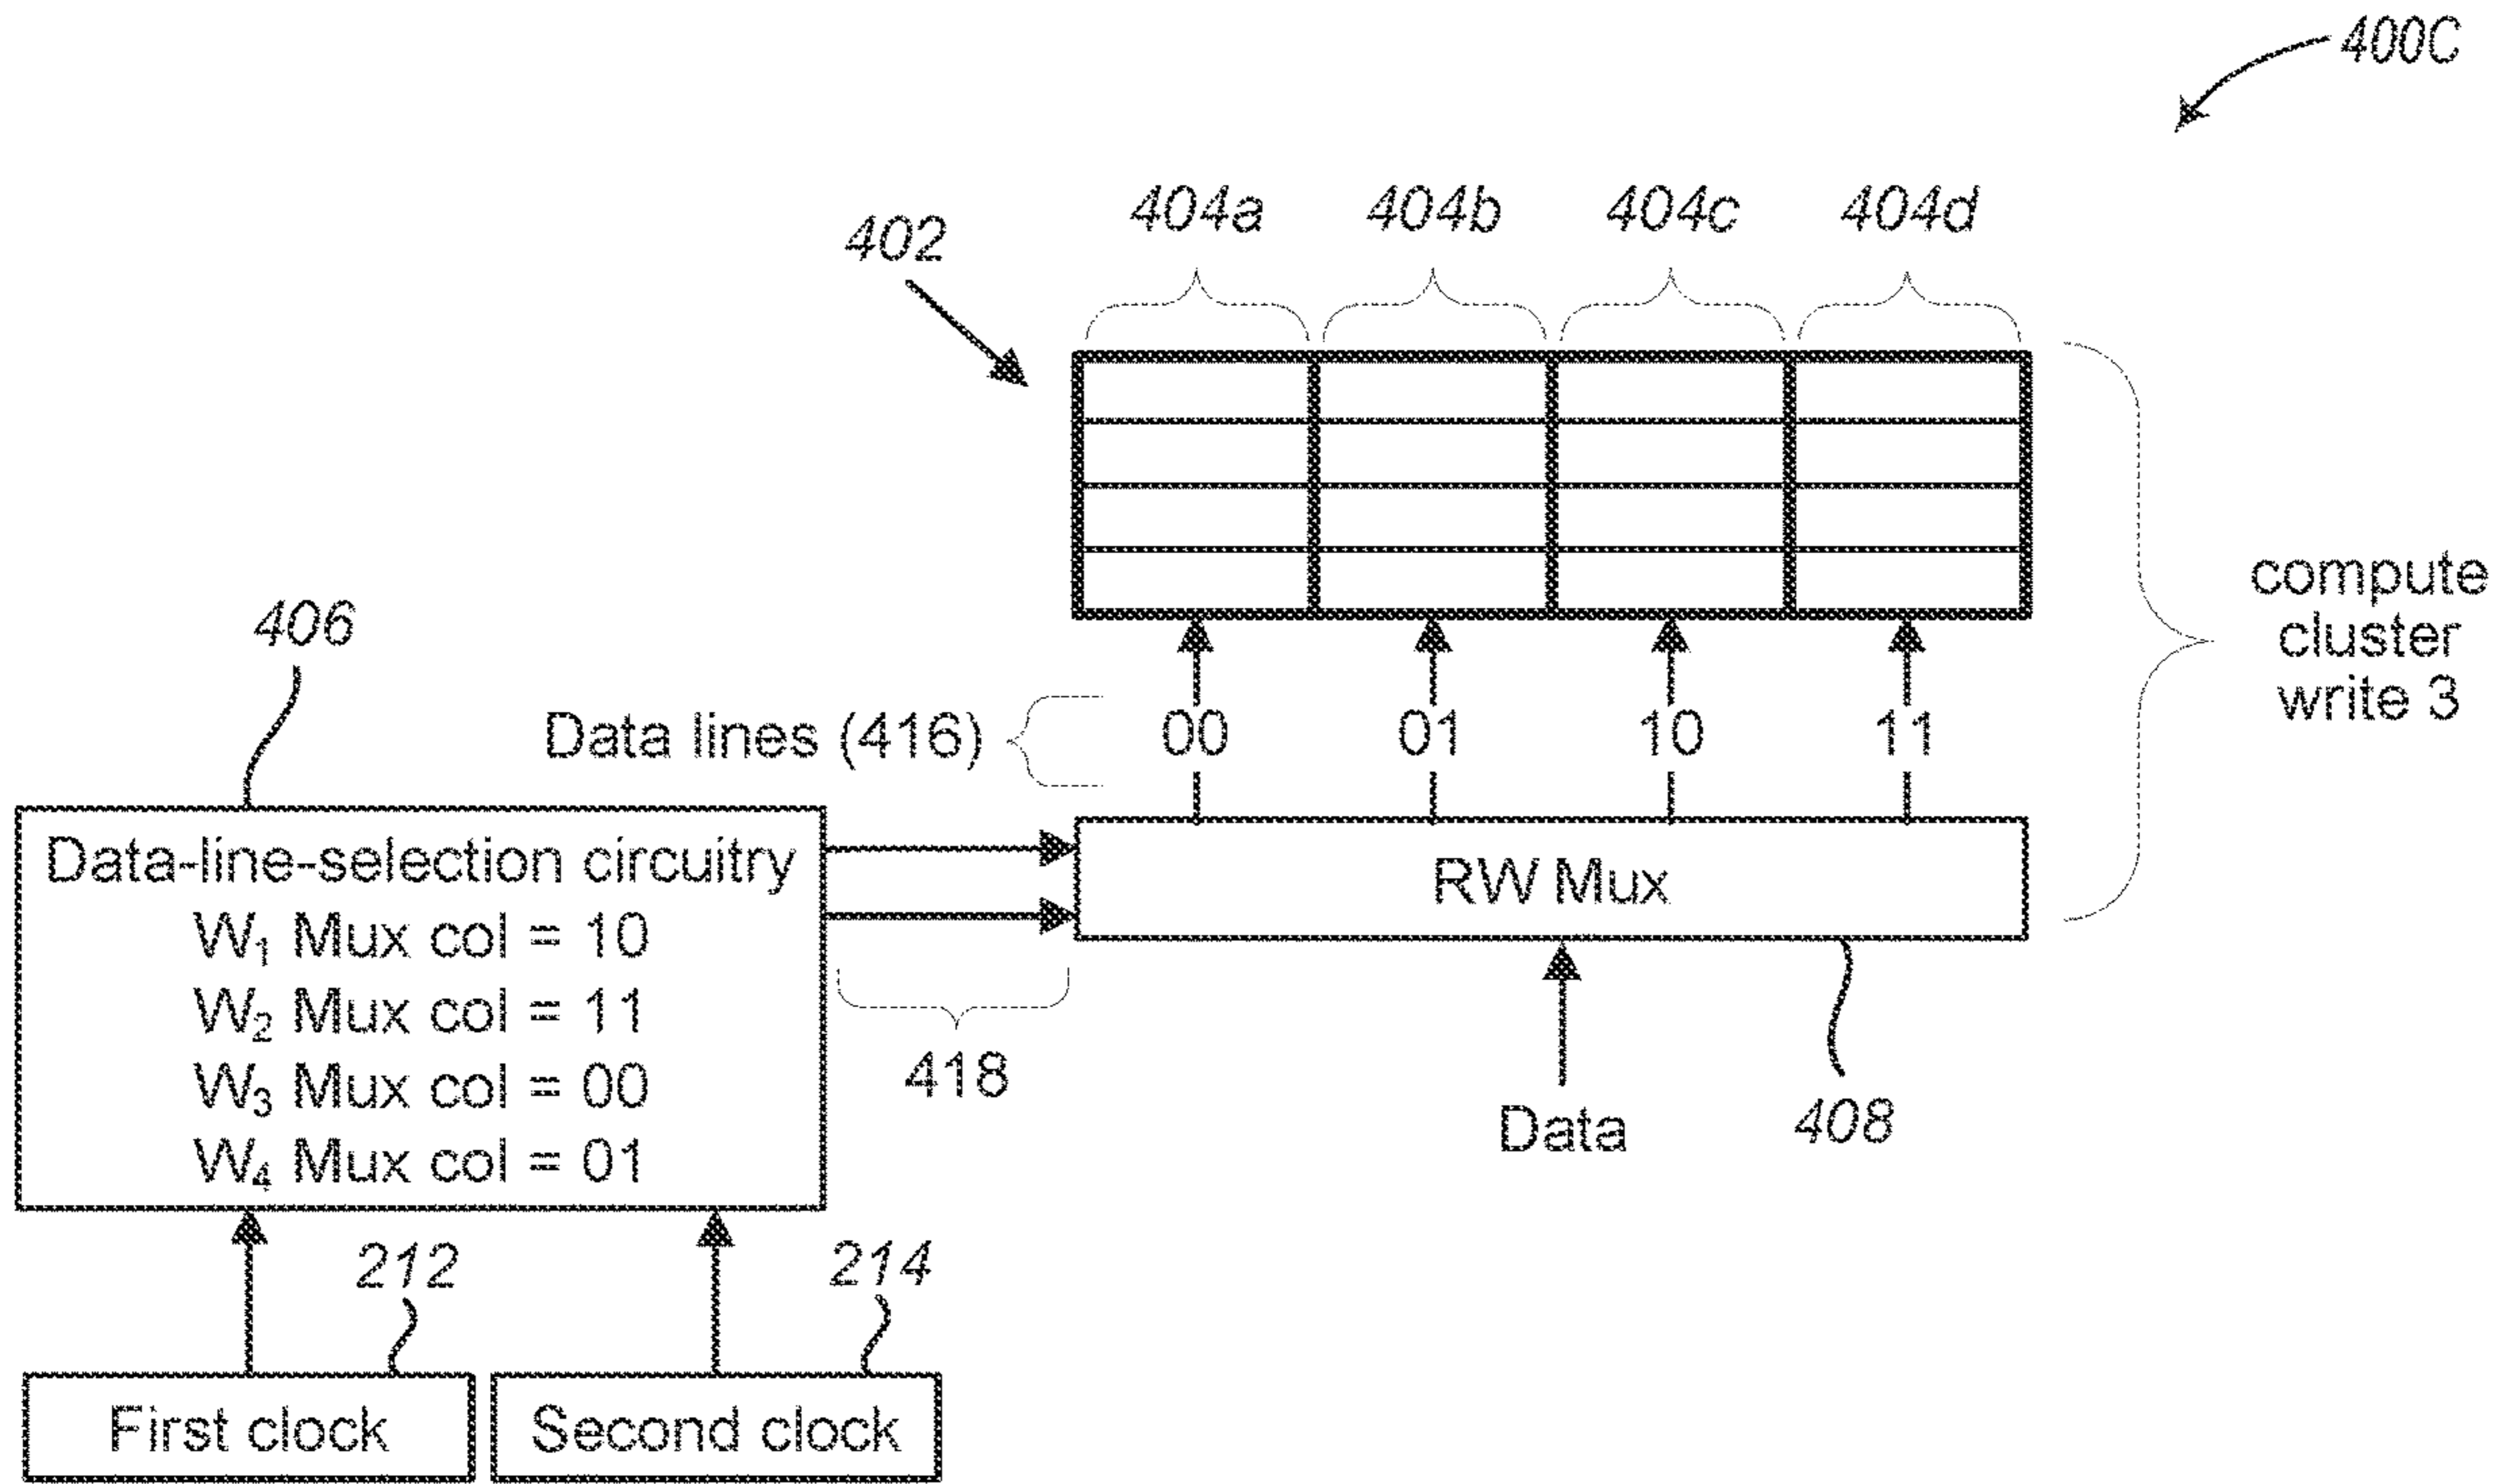 400C
404a 404b 404c 404d
402
compute
cluster
write 3
406
Data lines (416)
00 01 10 11
Data-line-selection circuitry
W₁ Mux col = 10
W₂ Mux col = 11
W₃ Mux col = 00
W₄ Mux col = 01
RW Mux
418
Data
408
212
214
First clock
Second clock